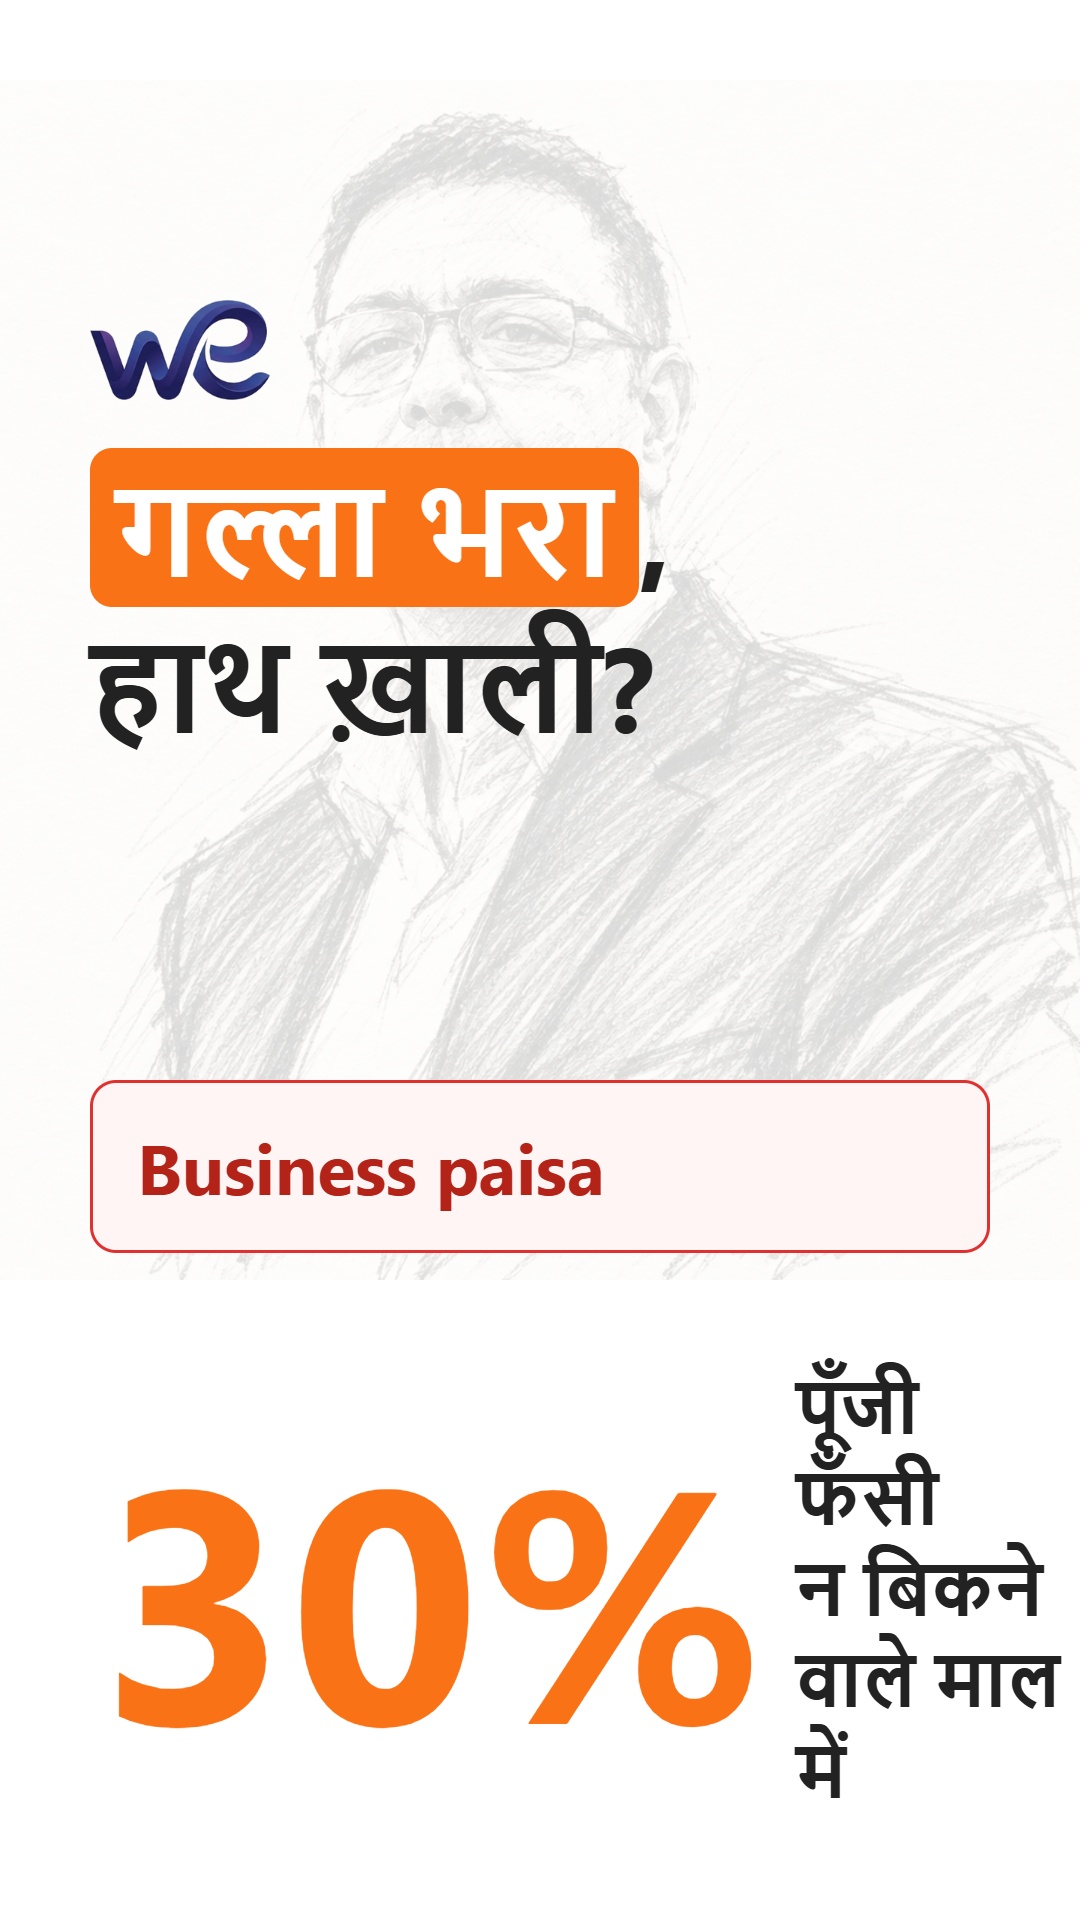 we
गल्ला भरा,
हाथ ख़ाली?
Business paisa
30%
पूँजी
फँसी
न बिकने
वाले माल
में